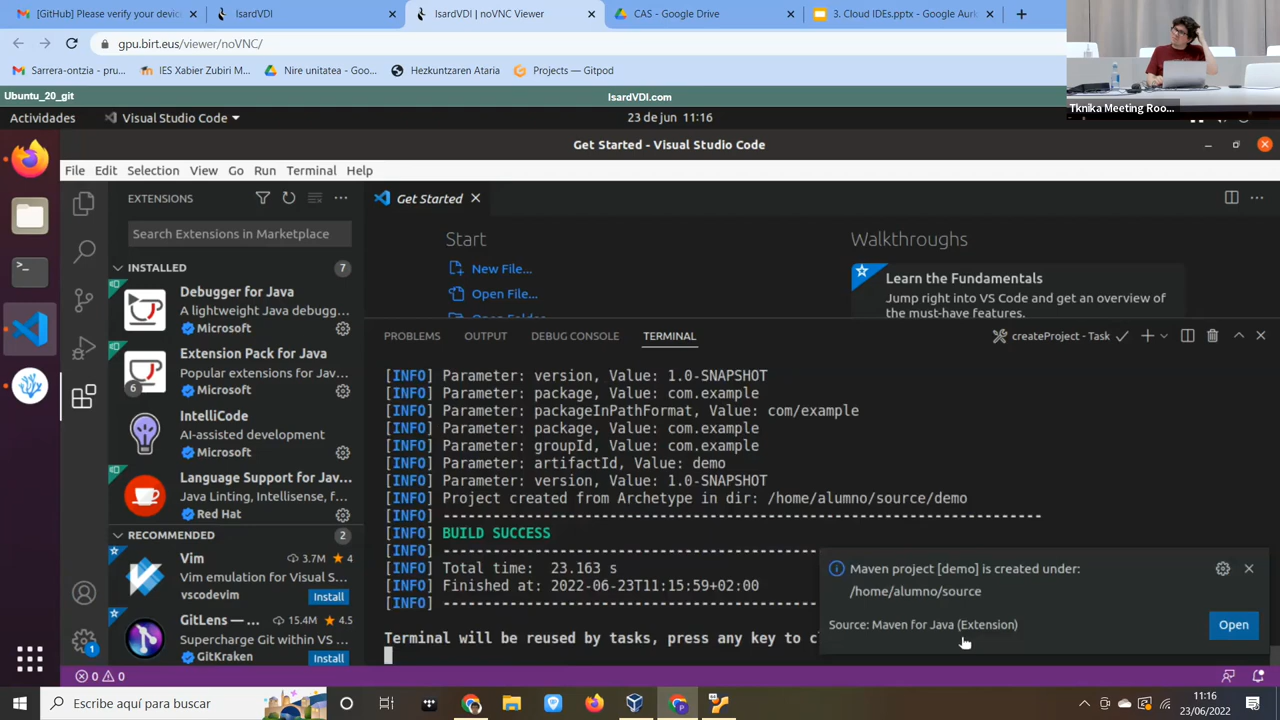 [GitHub] Please verify your devic
IsardVDI
IsardVDI | noVNC Viewer
CAS - Google Drive
3. Cloud IDEs.pptx - Google Aurk
gpu.birt.eus/viewer/noVNC/
Sarrera-ontzia - pru...
IES Xabier Zubiri M...
Nire unitatea - Goo...
Hezkuntzaren Ataria
Projects — Gitpod
Tknika Meeting Roo...
Ubuntu_20_git
IsardVDI.com
Actividades
Visual Studio Code
23 de jun 11:16
Get Started - Visual Studio Code
File Edit Selection View Go Run Terminal Help
EXTENSIONS
Get Started
Search Extensions in Marketplace
INSTALLED
7
Debugger for Java
A lightweight Java debugg...
Microsoft
Extension Pack for Java
Popular extensions for Jav...
Microsoft
6
IntelliCode
AI-assisted development
Microsoft
Language Support for Jav...
Java Linting, Intellisense, f...
Red Hat
RECOMMENDED
2
Vim
3.7M
4
Vim emulation for Visual S...
vscodevim
Install
GitLens — ...
15.4M
4.5
Supercharge Git within VS ...
GitKraken
Install
1
Start
New File...
Open File...
Open Folder...
Walkthroughs
Learn the Fundamentals
Jump right into VS Code and get an overview of
the must-have features.
PROBLEMS OUTPUT DEBUG CONSOLE TERMINAL
createProject - Task
[INFO] Parameter: version, Value: 1.0-SNAPSHOT
[INFO] Parameter: package, Value: com.example
[INFO] Parameter: packageInPathFormat, Value: com/example
[INFO] Parameter: package, Value: com.example
[INFO] Parameter: groupId, Value: com.example
[INFO] Parameter: artifactId, Value: demo
[INFO] Parameter: version, Value: 1.0-SNAPSHOT
[INFO] Project created from Archetype in dir: /home/alumno/source/demo
[INFO] ------------------------------------------------------------------------
[INFO] BUILD SUCCESS
[INFO] ---------------------------------------------
[INFO] Total time:  23.163 s
[INFO] Finished at: 2022-06-23T11:15:59+02:00
[INFO] ---------------------------------------------
Terminal will be reused by tasks, press any key to cl
Maven project [demo] is created under:
/home/alumno/source
Source: Maven for Java (Extension)
Open
0 0
Escribe aquí para buscar
11:16
23/06/2022